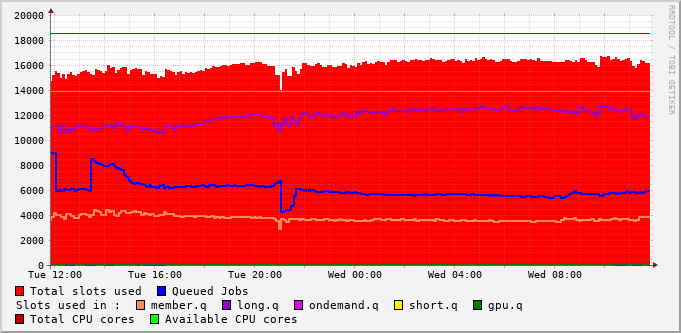 20000
18000
16000
14000
12000
10000
8000
6000
4000
2000
0
Tue 12:00 Tue 16:00 Tue 20:00 Wed 00:00 Wed 04:00 Wed 08:00
Total slots used Queued Jobs
Slots used in : member.q long.q ondemand.q short.q gpu.q
Total CPU cores Available CPU cores
RRDTOOL / TOBI OETIKER